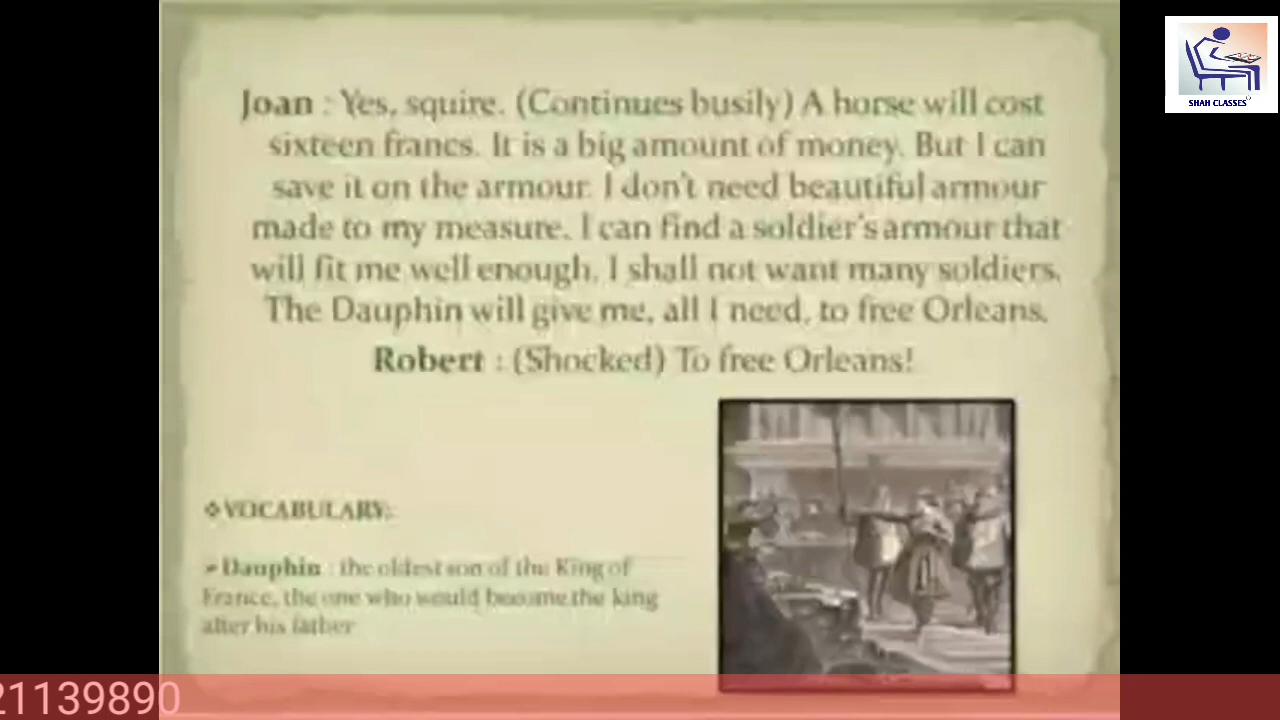 Joan : Yes, squire. (Continues busily) A horse will cost
sixteen francs. It is a big amount of money. But I can
save it on the armour. I don't need beautiful armour
made to my measure. I can find a soldier's armour that
will fit me well enough. I shall not want many soldiers.
The Dauphin will give me, all I need, to free Orleans.
Robert : (Shocked) To free Orleans!
❖VOCABULARY:
➢Dauphin : the oldest son of the King of
France, the one who would become the king
after his father
SHAH CLASSES
21139890